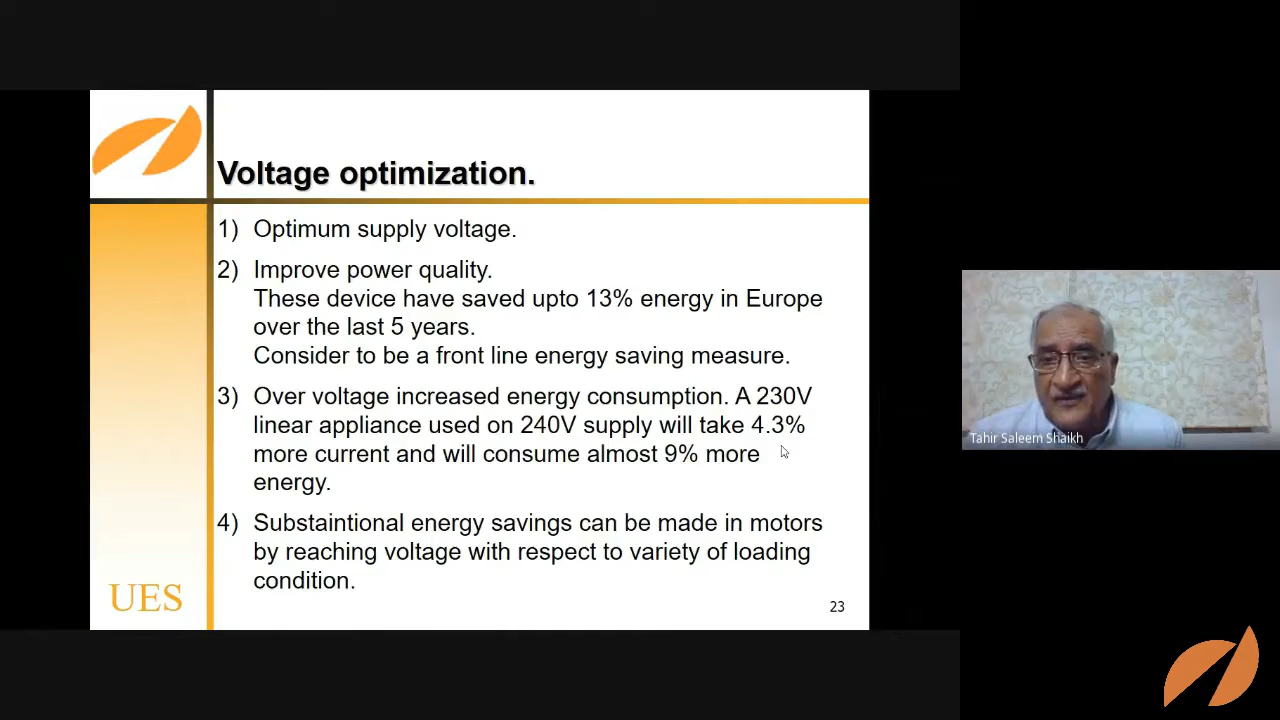 Voltage optimization.
1) Optimum supply voltage.
2) Improve power quality.
These device have saved upto 13% energy in Europe
over the last 5 years.
Consider to be a front line energy saving measure.
3) Over voltage increased energy consumption. A 230V
linear appliance used on 240V supply will take 4.3%
more current and will consume almost 9% more
energy.
4) Substaintional energy savings can be made in motors
by reaching voltage with respect to variety of loading
condition.
UES
23
Tahir Saleem Shaikh